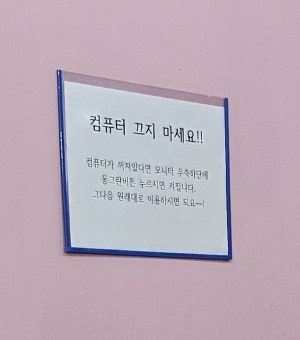 컴퓨터 끄지 마세요!!
컴퓨터가 꺼져있다면 모니터 우측하단에
동그란버튼 누르시면 켜집니다.
그다음 원래대로 이용하시면 되요~~!